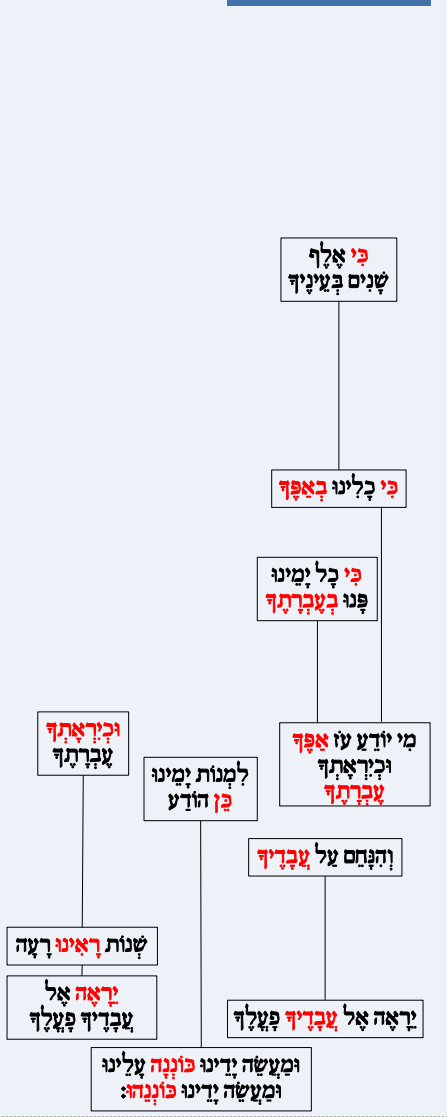 כִּי אֶלֶף
שָׁנִים בְּעֵינֶיךָ
כִּי כָלִינוּ בְאַפֶּךָ
כִּי כָל יָמֵינוּ
פָּנוּ בְעֶבְרָתֶךָ
מִי יוֹדֵעַ עֹז אַפֶּךָ
וּכְיִרְאָתְךָ
עֶבְרָתֶךָ
וּכְיִרְאָתְךָ
עֶבְרָתֶךָ
לִמְנוֹת יָמֵינוּ
כֵּן הוֹדַע
וְהִנָּחֵם עַל עֲבָדֶיךָ
שְׁנוֹת רָאִינוּ רָעָה
יֵרָאֶה אֶל
עֲבָדֶיךָ פָעֳלֶךָ
יֵרָאֶה אֶל עֲבָדֶיךָ פָעֳלֶךָ
וּמַעֲשֵׂה יָדֵינוּ כּוֹנְנָה עָלֵינוּ
וּמַעֲשֵׂה יָדֵינוּ כּוֹנְנֵהוּ: